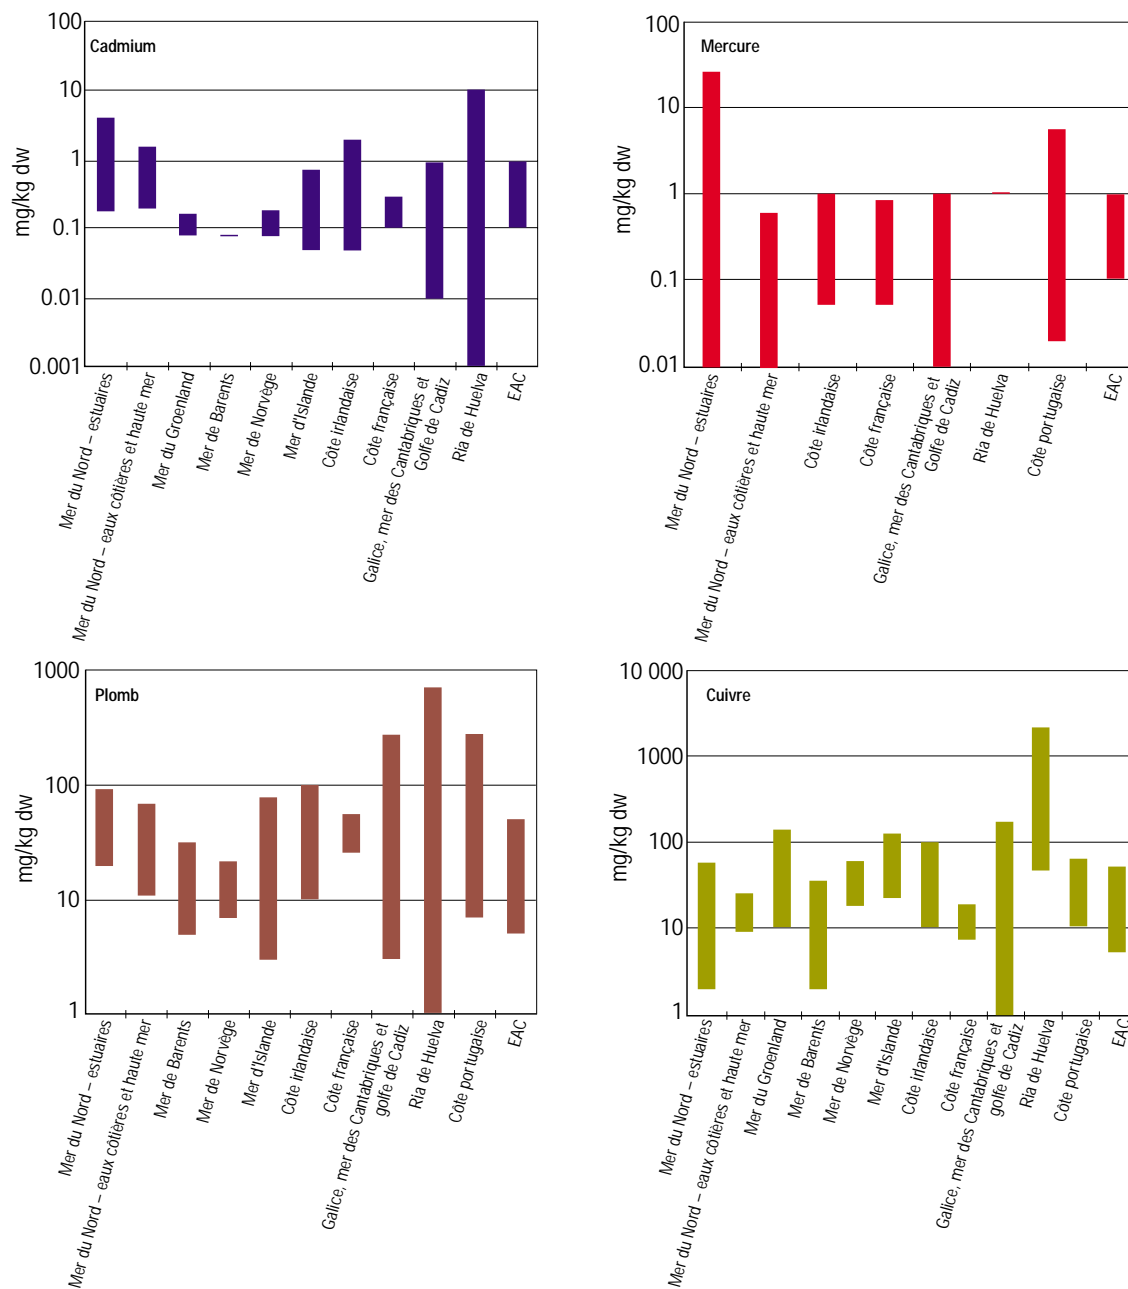 Cadmium
mg/kg dw
100
10
1
0.1
0.01
0.001
Mer du Nord – estuaires
Mer du Nord – eaux côtières et haute mer
Mer du Groenland
Mer de Barents
Mer de Norvège
Mer d'Islande
Côte irlandaise
Côte française
Galice, mer des Cantabriques et
Golfe de Cadiz
Ria de Huelva
EAC
Mercure
mg/kg dw
100
10
1
0.1
0.01
Mer du Nord – estuaires
Mer du Nord – eaux côtières et haute mer
Côte irlandaise
Côte française
Galice, mer des Cantabriques et
Golfe de Cadiz
Ria de Huelva
Côte portugaise
EAC
Plomb
mg/kg dw
1000
100
10
1
Mer du Nord – estuaires
Mer du Nord – eaux côtières et haute mer
Mer de Barents
Mer de Norvège
Mer d'Islande
Côte irlandaise
Côte française
Galice, mer des Cantabriques et
golfe de Cadiz
Ria de Huelva
Côte portugaise
EAC
Cuivre
mg/kg dw
10 000
1000
100
10
1
Mer du Nord – estuaires
Mer du Nord – eaux côtières et haute mer
Mer du Groenland
Mer de Barents
Mer de Norvège
Mer d'Islande
Côte irlandaise
Côte française
Galice, mer des Cantabriques et
golfe de Cadiz
Ria de Huelva
Côte portugaise
EAC